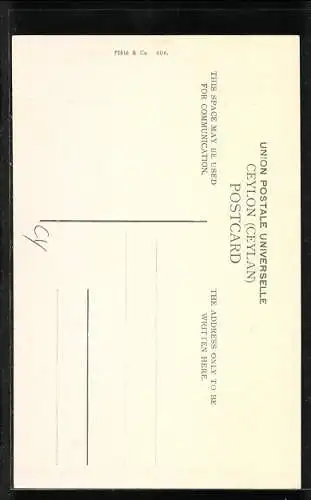 UNION POSTALE UNIVERSELLE
CEYLON (CEYLAN)
POSTCARD
THIS SPACE MAY BE USED
FOR COMMUNICATION.
THE ADDRESS ONLY TO BE
WRITTEN HERE.
Plâté & Co.
Cy